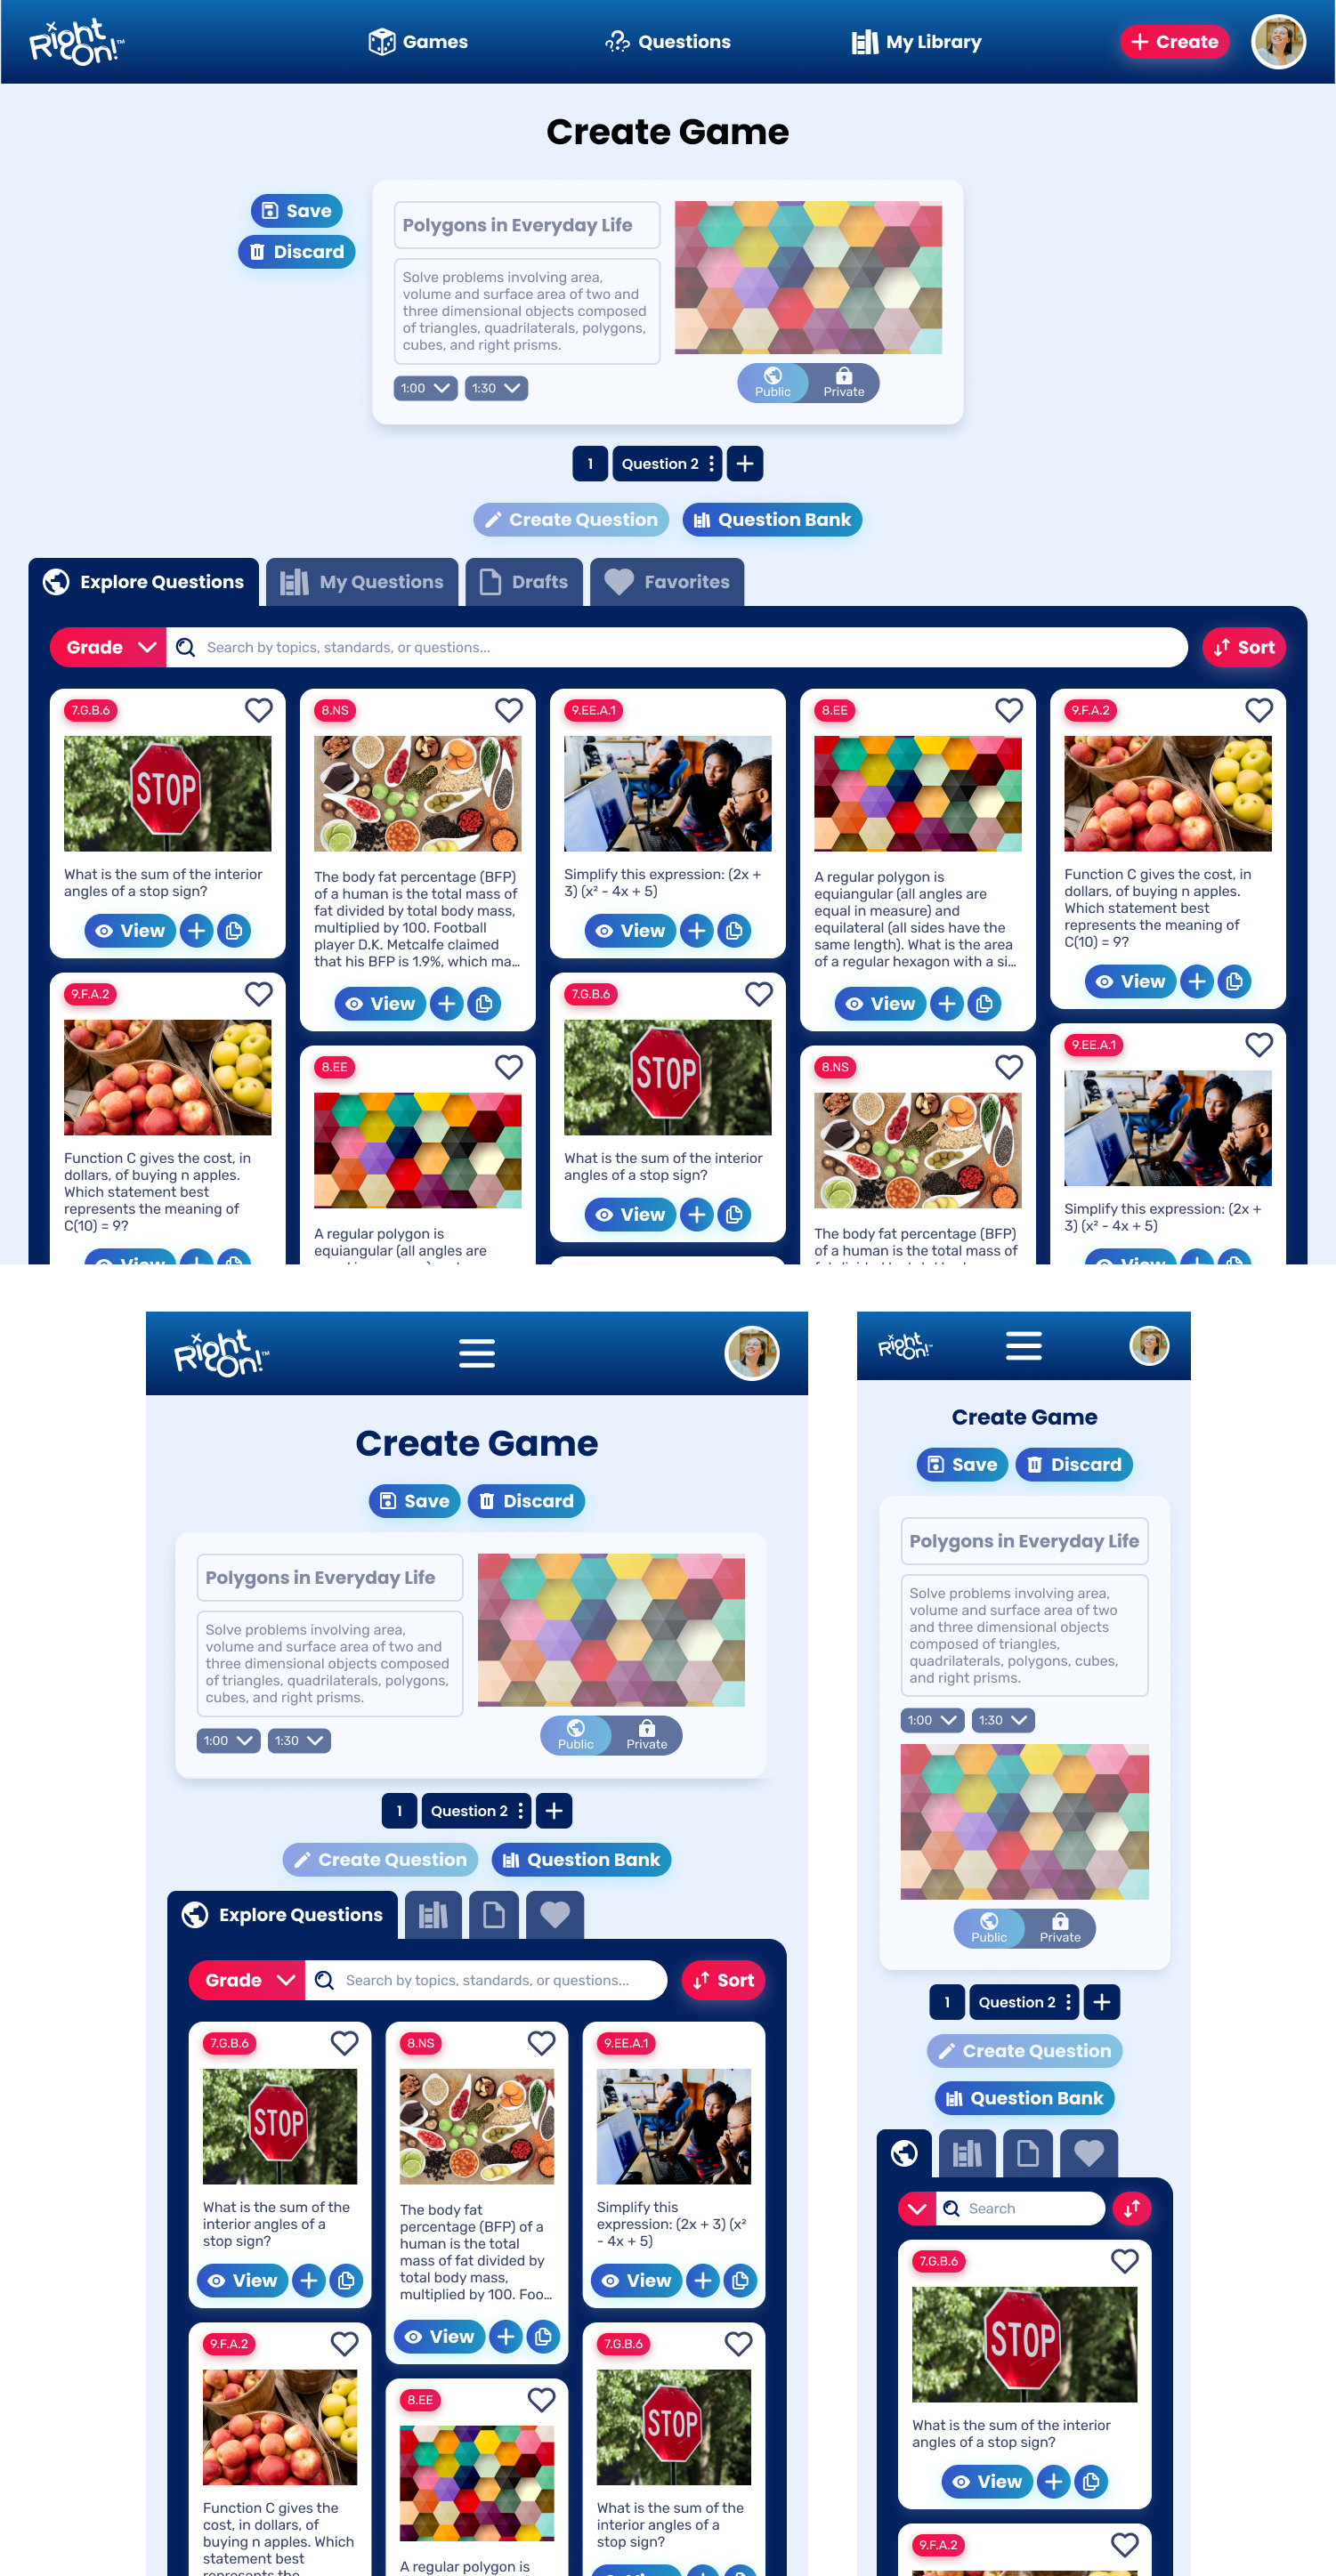 Right On!™
Games
Questions
My Library
Create
Create Game
Save
Discard
Polygons in Everyday Life
Solve problems involving area,
volume and surface area of two and
three dimensional objects composed
of triangles, quadrilaterals, polygons,
cubes, and right prisms.
1:00
1:30
Public
Private
1
Question 2
Create Question
Question Bank
Explore Questions
My Questions
Drafts
Favorites
Grade
Search by topics, standards, or questions...
Sort
7.G.B.6
STOP
What is the sum of the interior
angles of a stop sign?
View
9.F.A.2
Function C gives the cost, in
dollars, of buying n apples.
Which statement best
represents the meaning of
C(10) = 9?
View
8.NS
The body fat percentage (BFP)
of a human is the total mass of
fat divided by total body mass,
multiplied by 100. Football
player D.K. Metcalfe claimed
that his BFP is 1.9%, which ma...
View
8.EE
A regular polygon is
equiangular (all angles are
9.EE.A.1
Simplify this expression: (2x +
3) (x² - 4x + 5)
View
7.G.B.6
STOP
What is the sum of the interior
angles of a stop sign?
View
8.EE
A regular polygon is
equiangular (all angles are
equal in measure) and
equilateral (all sides have the
same length). What is the area
of a regular hexagon with a si...
View
8.NS
The body fat percentage (BFP)
of a human is the total mass of
9.F.A.2
Function C gives the cost, in
dollars, of buying n apples.
Which statement best
represents the meaning of
C(10) = 9?
View
9.EE.A.1
Simplify this expression: (2x +
3) (x² - 4x + 5)
View
Right On!™
Create Game
Save
Discard
Polygons in Everyday Life
Solve problems involving area,
volume and surface area of two and
three dimensional objects composed
of triangles, quadrilaterals, polygons,
cubes, and right prisms.
1:00
1:30
Public
Private
1
Question 2
Create Question
Question Bank
Explore Questions
Grade
Search by topics, standards, or questions...
Sort
7.G.B.6
STOP
What is the sum of the
interior angles of a
stop sign?
View
9.F.A.2
Function C gives the
cost, in dollars, of
buying n apples. Which
statement best
represents the
8.NS
The body fat
percentage (BFP) of a
human is the total
mass of fat divided by
total body mass,
multiplied by 100. Foo...
View
8.EE
A regular polygon is
9.EE.A.1
Simplify this
expression: (2x + 3) (x²
- 4x + 5)
View
7.G.B.6
STOP
What is the sum of the
interior angles of a
stop sign?
Right On!™
Create Game
Save
Discard
Polygons in Everyday Life
Solve problems involving area,
volume and surface area of two
and three dimensional objects
composed of triangles,
quadrilaterals, polygons, cubes,
and right prisms.
1:00
1:30
Public
Private
1
Question 2
Create Question
Question Bank
Search
7.G.B.6
STOP
What is the sum of the interior
angles of a stop sign?
View
9.F.A.2